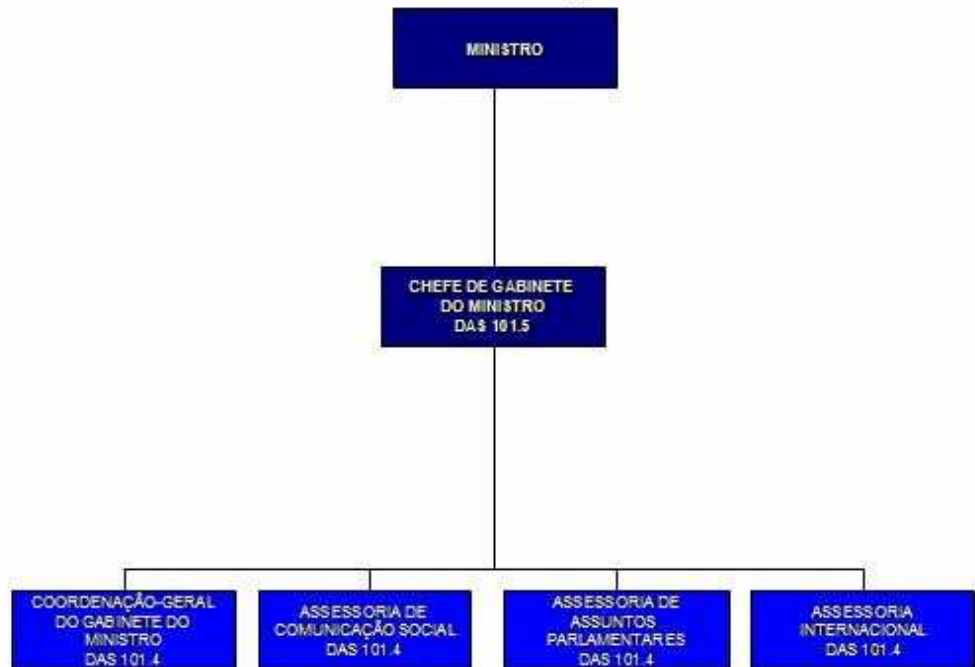 MINISTRO
CHEFE DE GABINETE
DO MINISTRO
DAS 101.5
COORDENAÇÃO-GERAL
DO GABINETE DO
MINISTRO
DAS 101.4
ASSESSORIA DE
COMUNICAÇÃO SOCIAL
DAS 101.4
ASSESSORIA DE
ASSUNTOS
PARLAMENTARES
DAS 101.4
ASSESSORIA
INTERNACIONAL
DAS 101.4